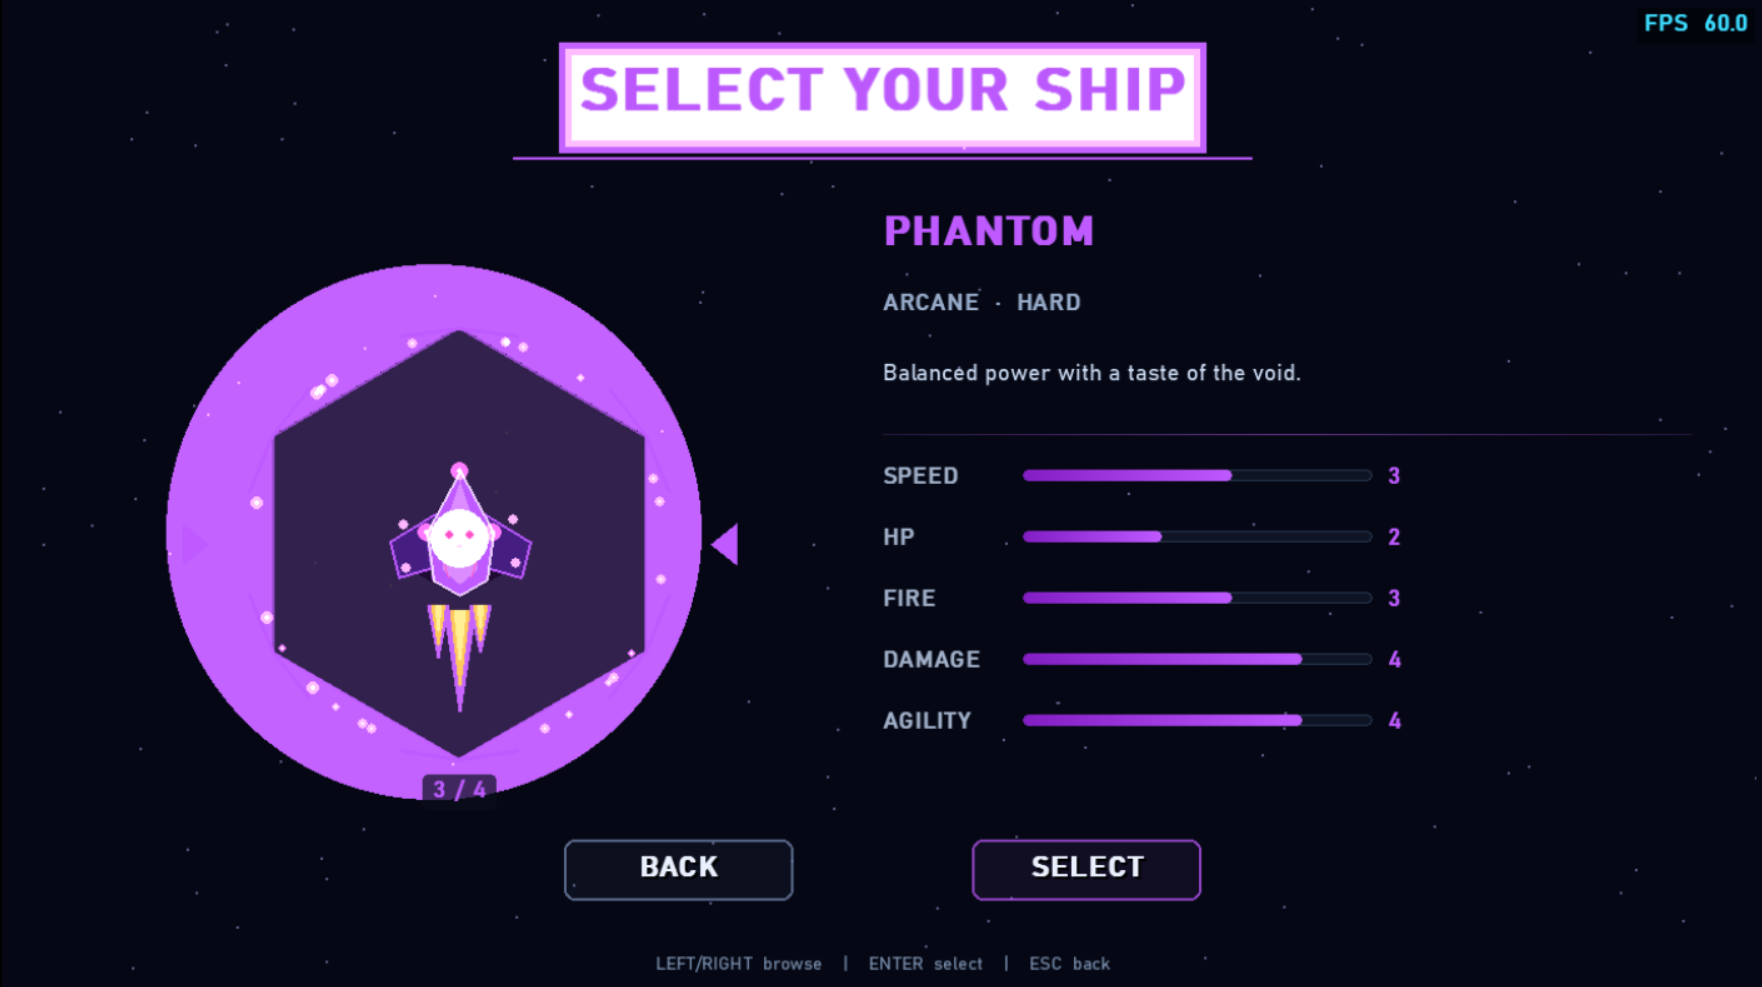 FPS 60.0
SELECT YOUR SHIP
PHANTOM
ARCANE · HARD
Balanced power with a taste of the void.
SPEED 3
HP 2
FIRE 3
DAMAGE 4
AGILITY 4
3 / 4
BACK SELECT
LEFT/RIGHT browse | ENTER select | ESC back